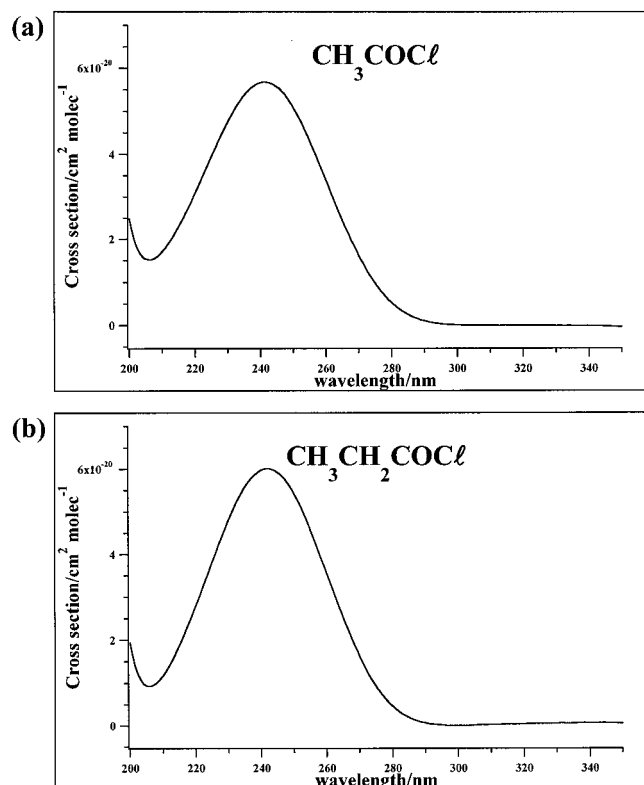 (a)
CH₃COCℓ
6x10⁻²⁰
4
2
0
Cross section/cm² molec⁻¹
200 220 240 260 280 300 320 340
wavelength/nm
(b)
CH₃CH₂COCℓ
6x10⁻²⁰
4
2
0
Cross section/cm² molec⁻¹
200 220 240 260 280 300 320 340
wavelength/nm